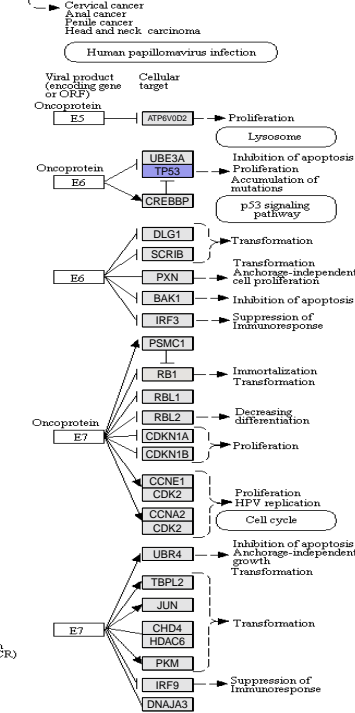 Cervical cancer
Anal cancer
Penile cancer
Head and neck carcinoma
Human papillomavirus infection
Viral product
(encoding gene
or ORF)
Cellular
target
Oncoprotein
E5
ATP6V0D2
Proliferation
Lysosome
Oncoprotein
E6
UBE3A
TP53
CREBBP
Inhibition of apoptosis
Proliferation
Accumulation of
mutations
p53 signaling
pathway
E6
DLG1
SCRIB
Transformation
PXN
Transformation
Anchorage-independent
cell proliferation
BAK1
Inhibition of apoptosis
IRF3
Suppression of
Immunoresponse
PSMC1
RB1
Immortalization
Transformation
RBL1
RBL2
Decreasing
differentiation
Oncoprotein
E7
CDKN1A
CDKN1B
Proliferation
CCNE1
CDK2
CCNA2
CDK2
Proliferation
HPV replication
Cell cycle
UBR4
Inhibition of apoptosis
Anchorage-independent
growth
Transformation
TBPL2
JUN
E7
CHD4
HDAC6
Transformation
PKM
IRF9
Suppression of
Immunoresponse
DNAJA3
CR)